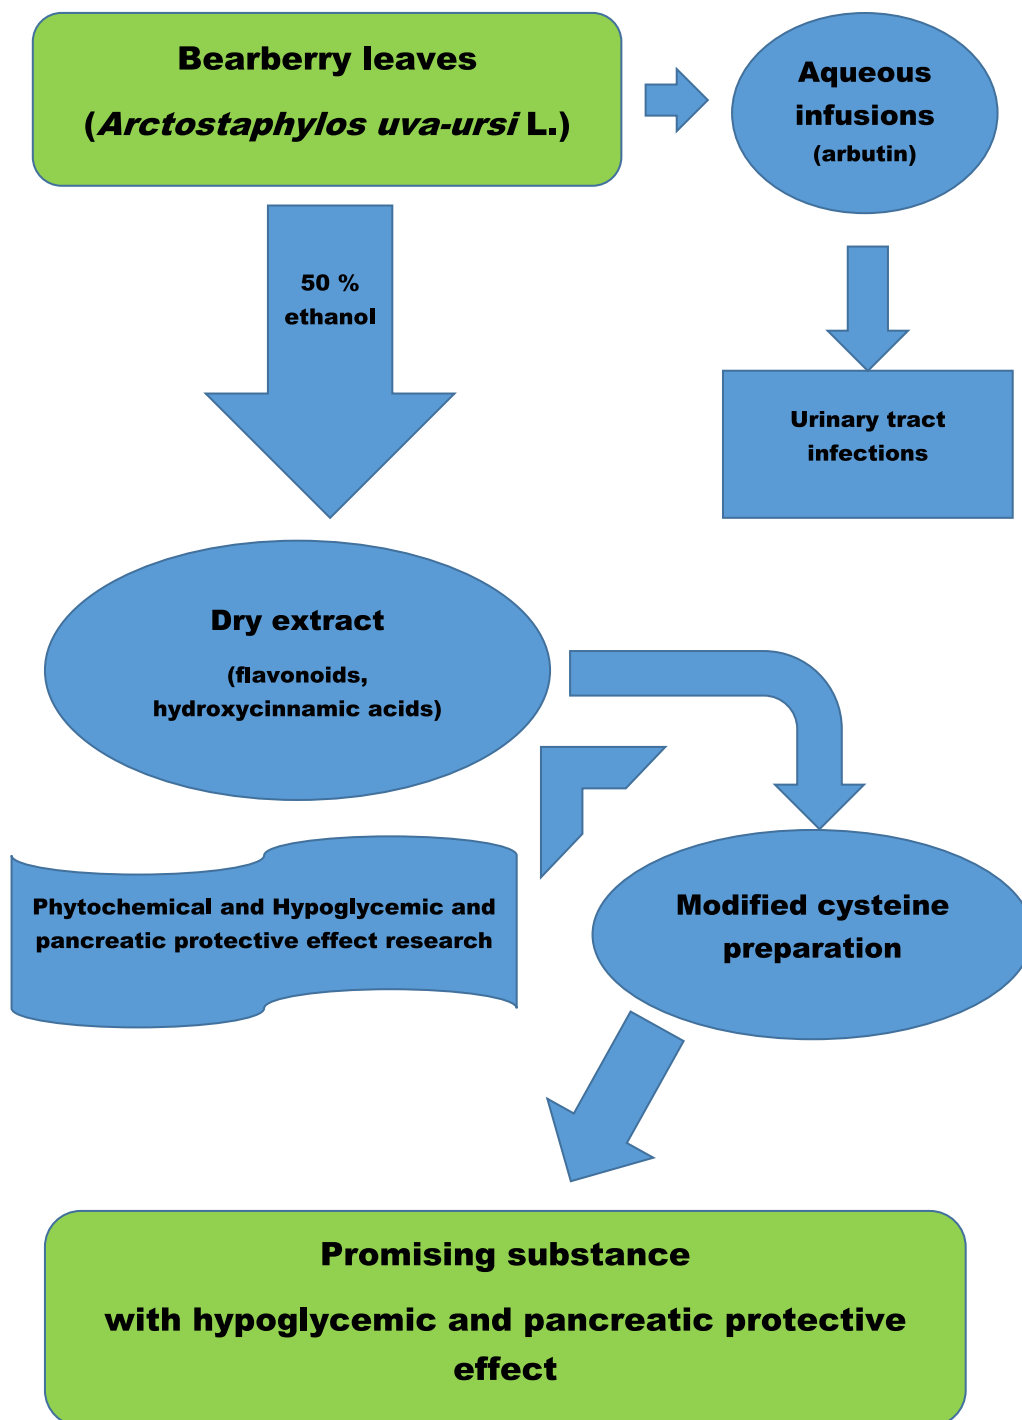 Bearberry leaves
(Arctostaphylos uva-ursi L.)
Aqueous
infusions
(arbutin)
50 %
ethanol
Urinary tract
infections
Dry extract
(flavonoids,
hydroxycinnamic acids)
Phytochemical and Hypoglycemic and
pancreatic protective effect research
Modified cysteine
preparation
Promising substance
with hypoglycemic and pancreatic protective
effect